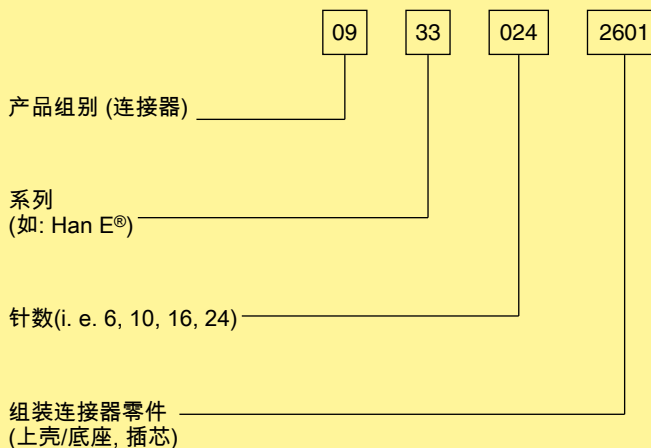 09 33 024 2601
产品组别 (连接器)
系列
(如: Han E®)
针数(i. e. 6, 10, 16, 24)
组装连接器零件
(上壳/底座, 插芯)